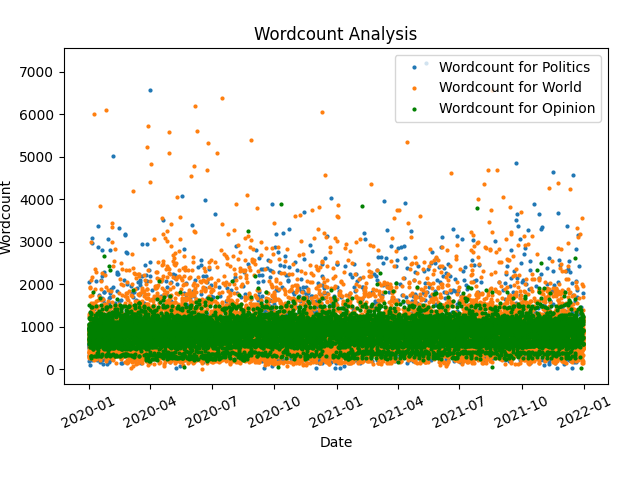 Wordcount Analysis
Wordcount for Politics
Wordcount for World
Wordcount for Opinion
Wordcount
7000
6000
5000
4000
3000
2000
1000
0
2020-01
2020-04
2020-07
2020-10
2021-01
2021-04
2021-07
2021-10
2022-01
Date